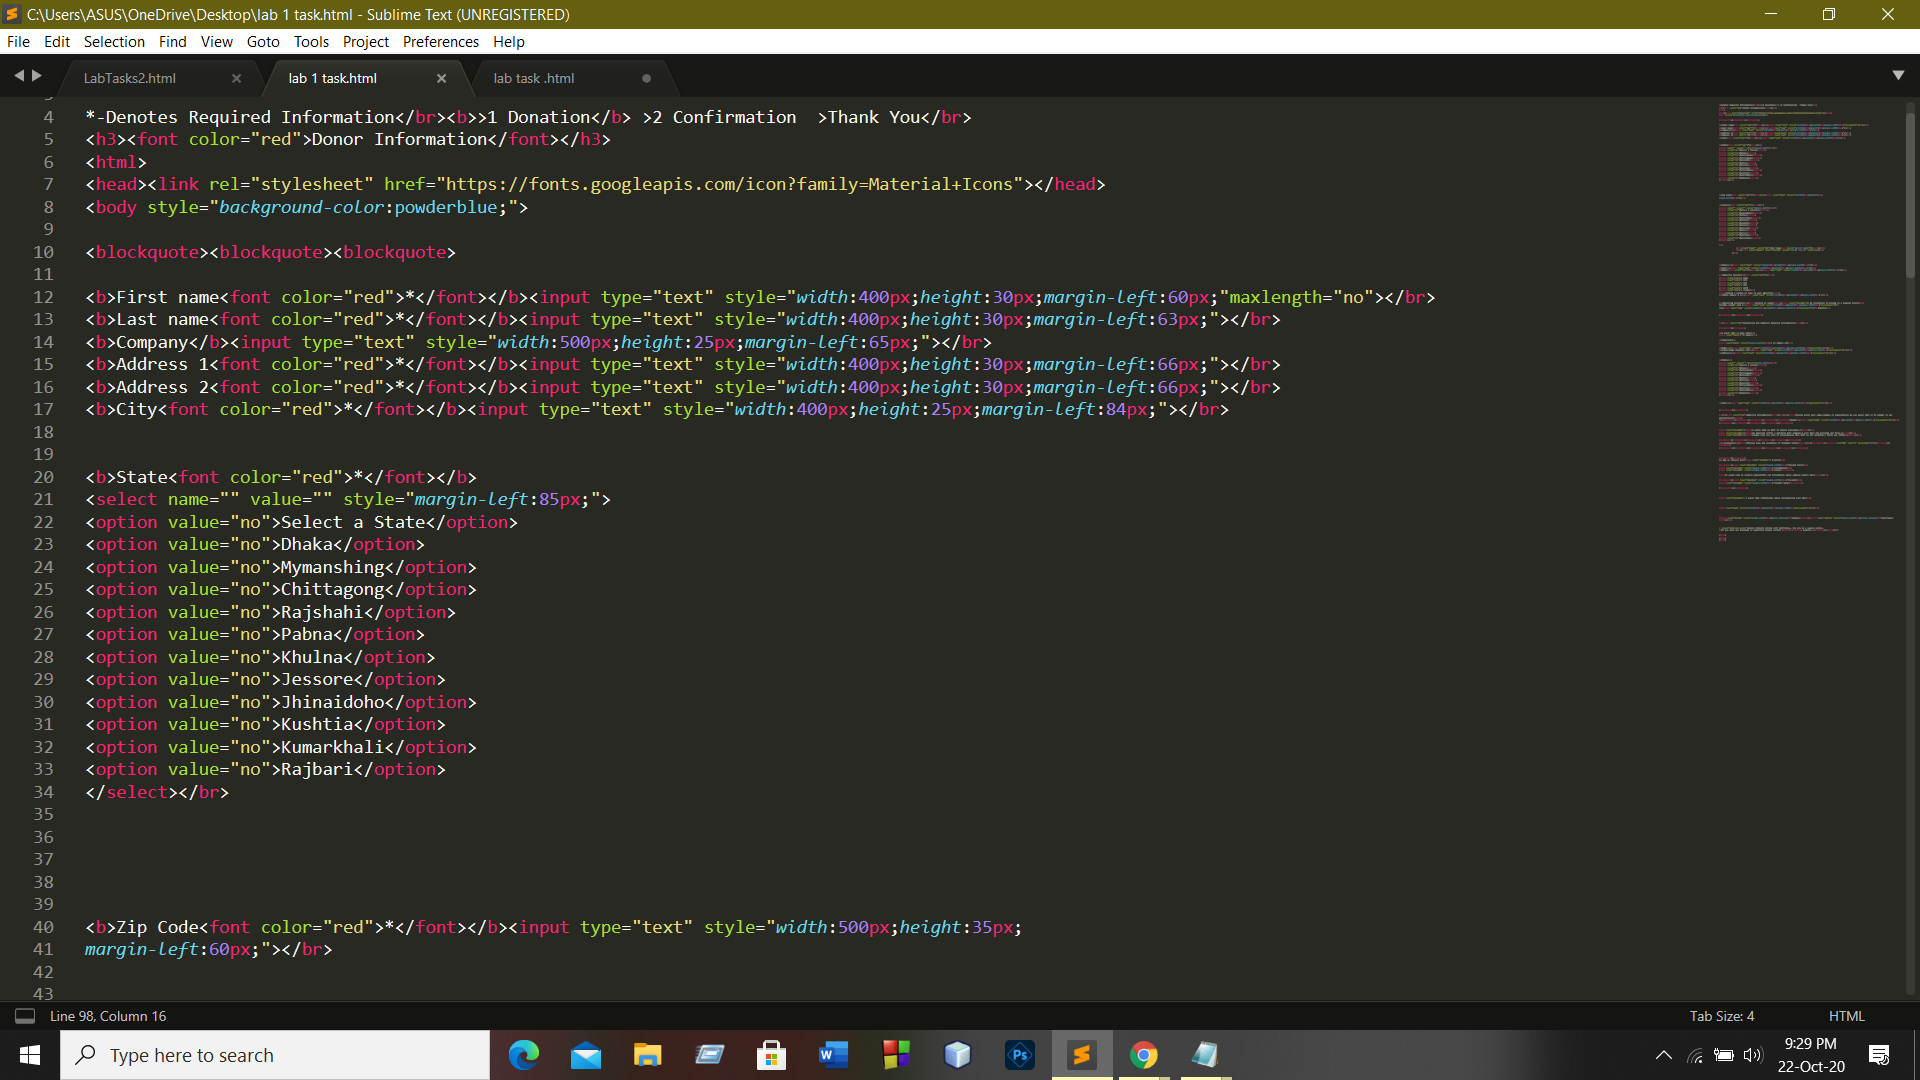 C:\Users\ASUS\OneDrive\Desktop\lab 1 task.html - Sublime Text (UNREGISTERED)
File Edit Selection Find View Goto Tools Project Preferences Help
LabTasks2.html lab 1 task.html lab task .html
4 *-Denotes Required Information</br><b>>1 Donation</b> >2 Confirmation  >Thank You</br>
5 <h3><font color="red">Donor Information</font></h3>
6 <html>
7 <head><link rel="stylesheet" href="https://fonts.googleapis.com/icon?family=Material+Icons"></head>
8 <body style="background-color:powderblue;">
9
10 <blockquote><blockquote><blockquote>
11
12 <b>First name<font color="red">*</font></b><input type="text" style="width:400px;height:30px;margin-left:60px;"maxlength="no"></br>
13 <b>Last name<font color="red">*</font></b><input type="text" style="width:400px;height:30px;margin-left:63px;"></br>
14 <b>Company</b><input type="text" style="width:500px;height:25px;margin-left:65px;"></br>
15 <b>Address 1<font color="red">*</font></b><input type="text" style="width:400px;height:30px;margin-left:66px;"></br>
16 <b>Address 2<font color="red">*</font></b><input type="text" style="width:400px;height:30px;margin-left:66px;"></br>
17 <b>City<font color="red">*</font></b><input type="text" style="width:400px;height:25px;margin-left:84px;"></br>
18
19
20 <b>State<font color="red">*</font></b>
21 <select name="" value="" style="margin-left:85px;">
22 <option value="no">Select a State</option>
23 <option value="no">Dhaka</option>
24 <option value="no">Mymanshing</option>
25 <option value="no">Chittagong</option>
26 <option value="no">Rajshahi</option>
27 <option value="no">Pabna</option>
28 <option value="no">Khulna</option>
29 <option value="no">Jessore</option>
30 <option value="no">Jhinaidoho</option>
31 <option value="no">Kushtia</option>
32 <option value="no">Kumarkhali</option>
33 <option value="no">Rajbari</option>
34 </select></br>
35
36
37
38
39
40 <b>Zip Code<font color="red">*</font></b><input type="text" style="width:500px;height:35px;
41 margin-left:60px;"></br>
42
43
Line 98, Column 16 Tab Size: 4 HTML
Type here to search
9:29 PM
22-Oct-20